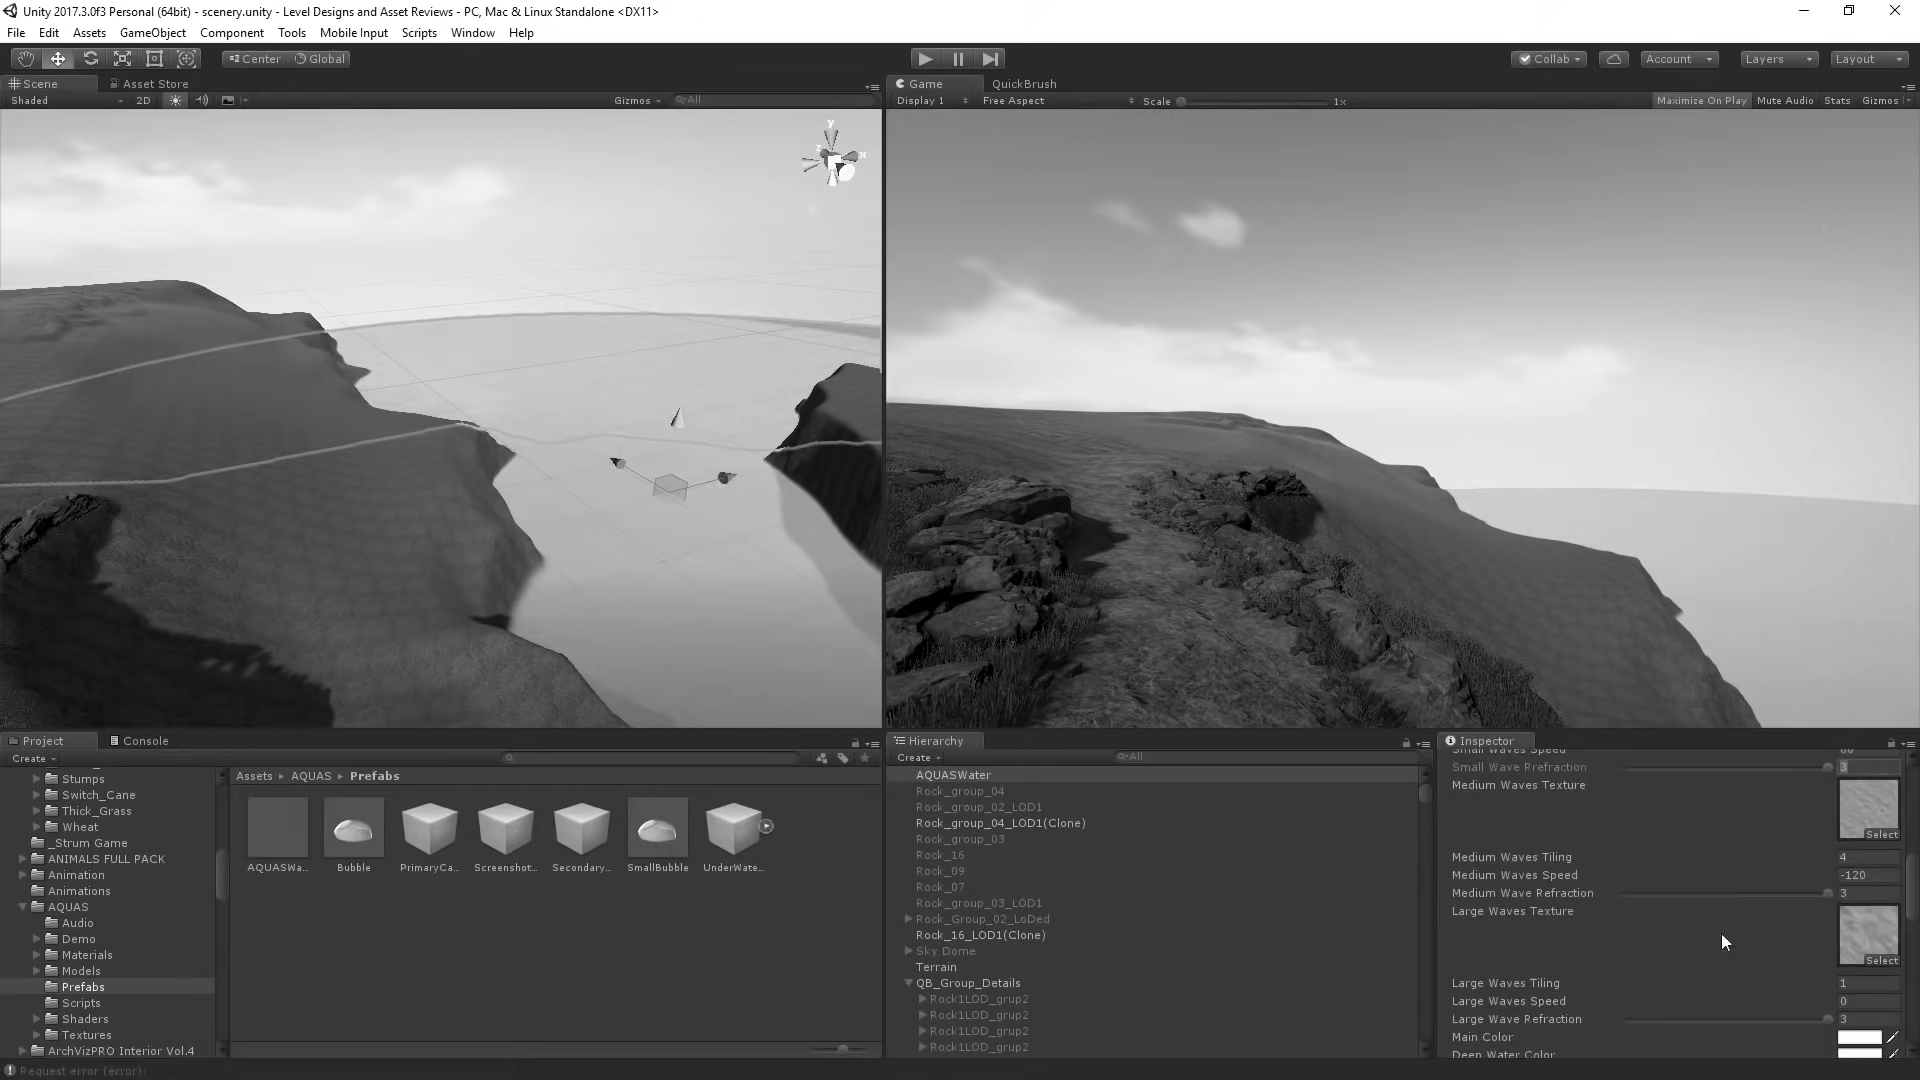 Unity 2017.3.0f3 Personal (64bit) - scenery.unity - Level Designs and Asset Reviews - PC, Mac & Linux Standalone <DX11>
File Edit Assets GameObject Component Tools Mobile Input Scripts Window Help
Center Global
Collab Account Layers Layout
Scene Asset Store
Shaded 2D Gizmos All
Game QuickBrush
Display 1 Free Aspect Scale 1x Maximize On Play Mute Audio Stats Gizmos
y
z x
Project Console
Create
Stumps
Switch_Cane
Thick_Grass
Wheat
_Strum Game
ANIMALS FULL PACK
Animation
Animations
AQUAS
Audio
Demo
Materials
Models
Prefabs
Scripts
Shaders
Textures
ArchVizPRO Interior Vol.4
Assets AQUAS Prefabs
AQUASWa... Bubble PrimaryCa... Screenshot... Secondary... SmallBubble UnderWate...
Hierarchy
Create All
AQUASWater
Rock_group_04
Rock_group_02_LOD1
Rock_group_04_LOD1(Clone)
Rock_group_03
Rock_16
Rock_09
Rock_07
Rock_group_03_LOD1
Rock_Group_02_LoDed
Rock_16_LOD1(Clone)
Sky Dome
Terrain
QB_Group_Details
Rock1LOD_grup2
Rock1LOD_grup2
Rock1LOD_grup2
Rock1LOD_grup2
Inspector
Small Waves Speed
Small Wave Rrefraction 3
Medium Waves Texture
Select
Medium Waves Tiling 4
Medium Waves Speed -120
Medium Wave Refraction 3
Large Waves Texture
Select
Large Waves Tiling 1
Large Waves Speed 0
Large Wave Refraction 3
Main Color
Deep Water Color
Request error (error):